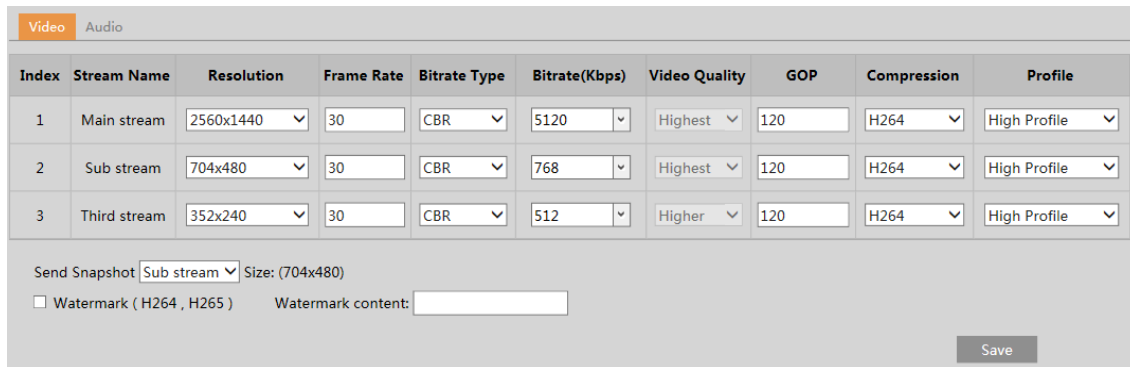 Video Audio
Index Stream Name Resolution Frame Rate Bitrate Type Bitrate(Kbps) Video Quality GOP Compression Profile
1 Main stream 2560x1440 30 CBR 5120 Highest 120 H264 High Profile
2 Sub stream 704x480 30 CBR 768 Highest 120 H264 High Profile
3 Third stream 352x240 30 CBR 512 Higher 120 H264 High Profile
Send Snapshot Sub stream Size: (704x480)
Watermark ( H264 , H265 ) Watermark content:
Save